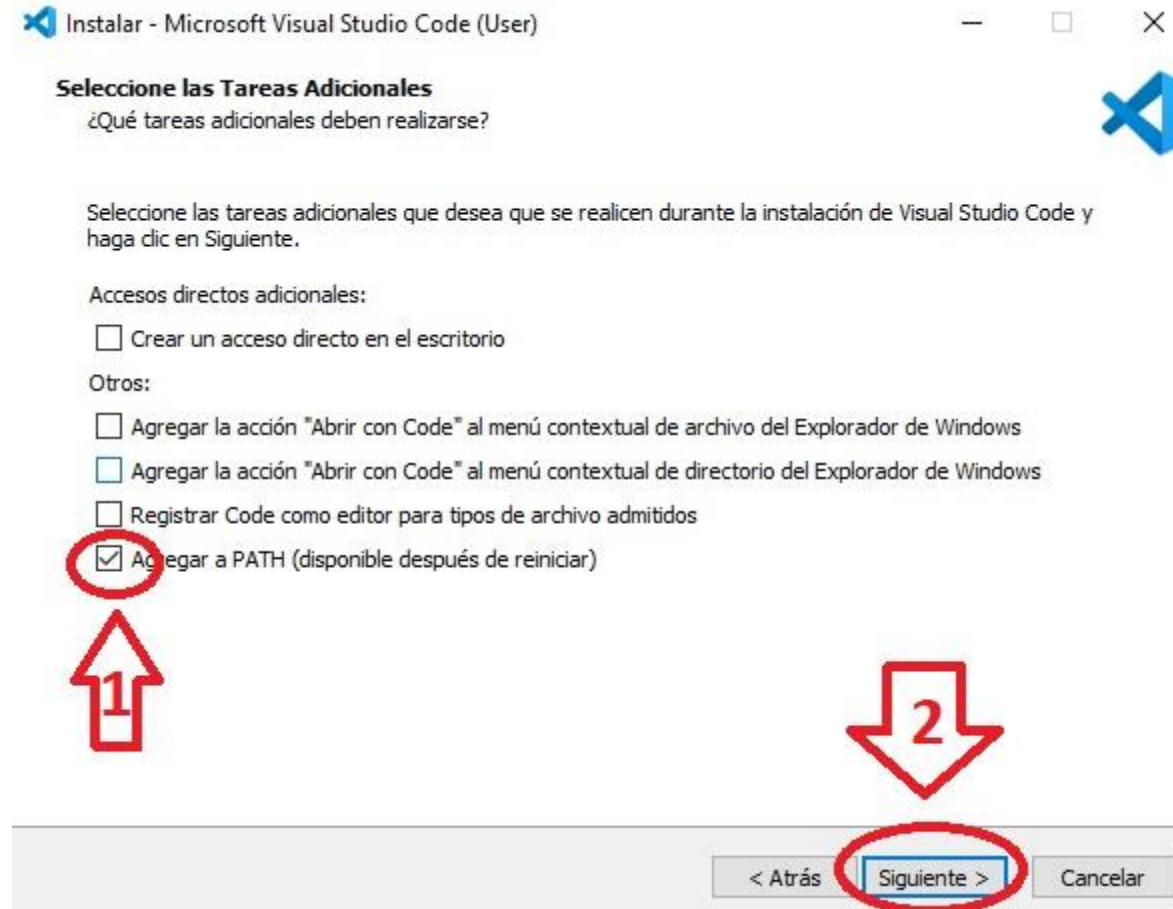 Instalar - Microsoft Visual Studio Code (User)
Seleccione las Tareas Adicionales
¿Qué tareas adicionales deben realizarse?
Seleccione las tareas adicionales que desea que se realicen durante la instalación de Visual Studio Code y
haga clic en Siguiente.
Accesos directos adicionales:
Crear un acceso directo en el escritorio
Otros:
Agregar la acción "Abrir con Code" al menú contextual de archivo del Explorador de Windows
Agregar la acción "Abrir con Code" al menú contextual de directorio del Explorador de Windows
Registrar Code como editor para tipos de archivo admitidos
Agregar a PATH (disponible después de reiniciar)
1
2
< Atrás Siguiente > Cancelar